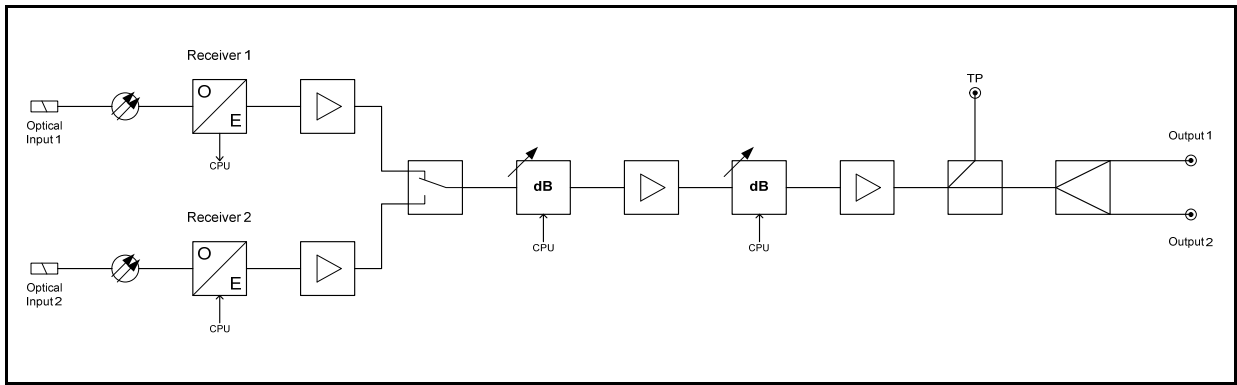 Receiver 1
O
E
Optical
Input 1
CPU
TP
Output 1
dB
CPU
dB
CPU
Output 2
Receiver 2
O
E
Optical
Input 2
CPU